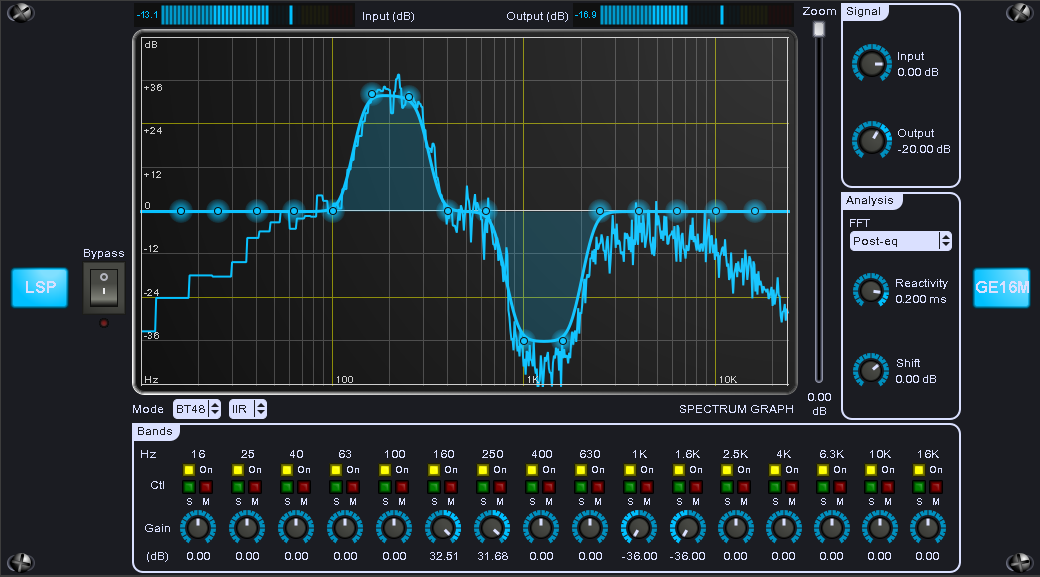 -13.1 Input (dB) Output (dB) -16.9 Zoom
Signal
dB
+36
+24
+12
0
-12
-24
-36
Hz 100 1K 10K
Input
0.00 dB
Output
-20.00 dB
Analysis
FFT
Post-eq
Reactivity
0.200 ms
Shift
0.00 dB
Bypass
LSP
GE16M
0.00
dB
Mode BT48 IIR SPECTRUM GRAPH
Bands
Hz 16 25 40 63 100 160 250 400 630 1K 1.6K 2.5K 4K 6.3K 10K 16K
On On On On On On On On On On On On On On On On
Ctl
S M S M S M S M S M S M S M S M S M S M S M S M S M S M S M S M
Gain
(dB) 0.00 0.00 0.00 0.00 0.00 32.51 31.68 0.00 0.00 -36.00 -36.00 0.00 0.00 0.00 0.00 0.00